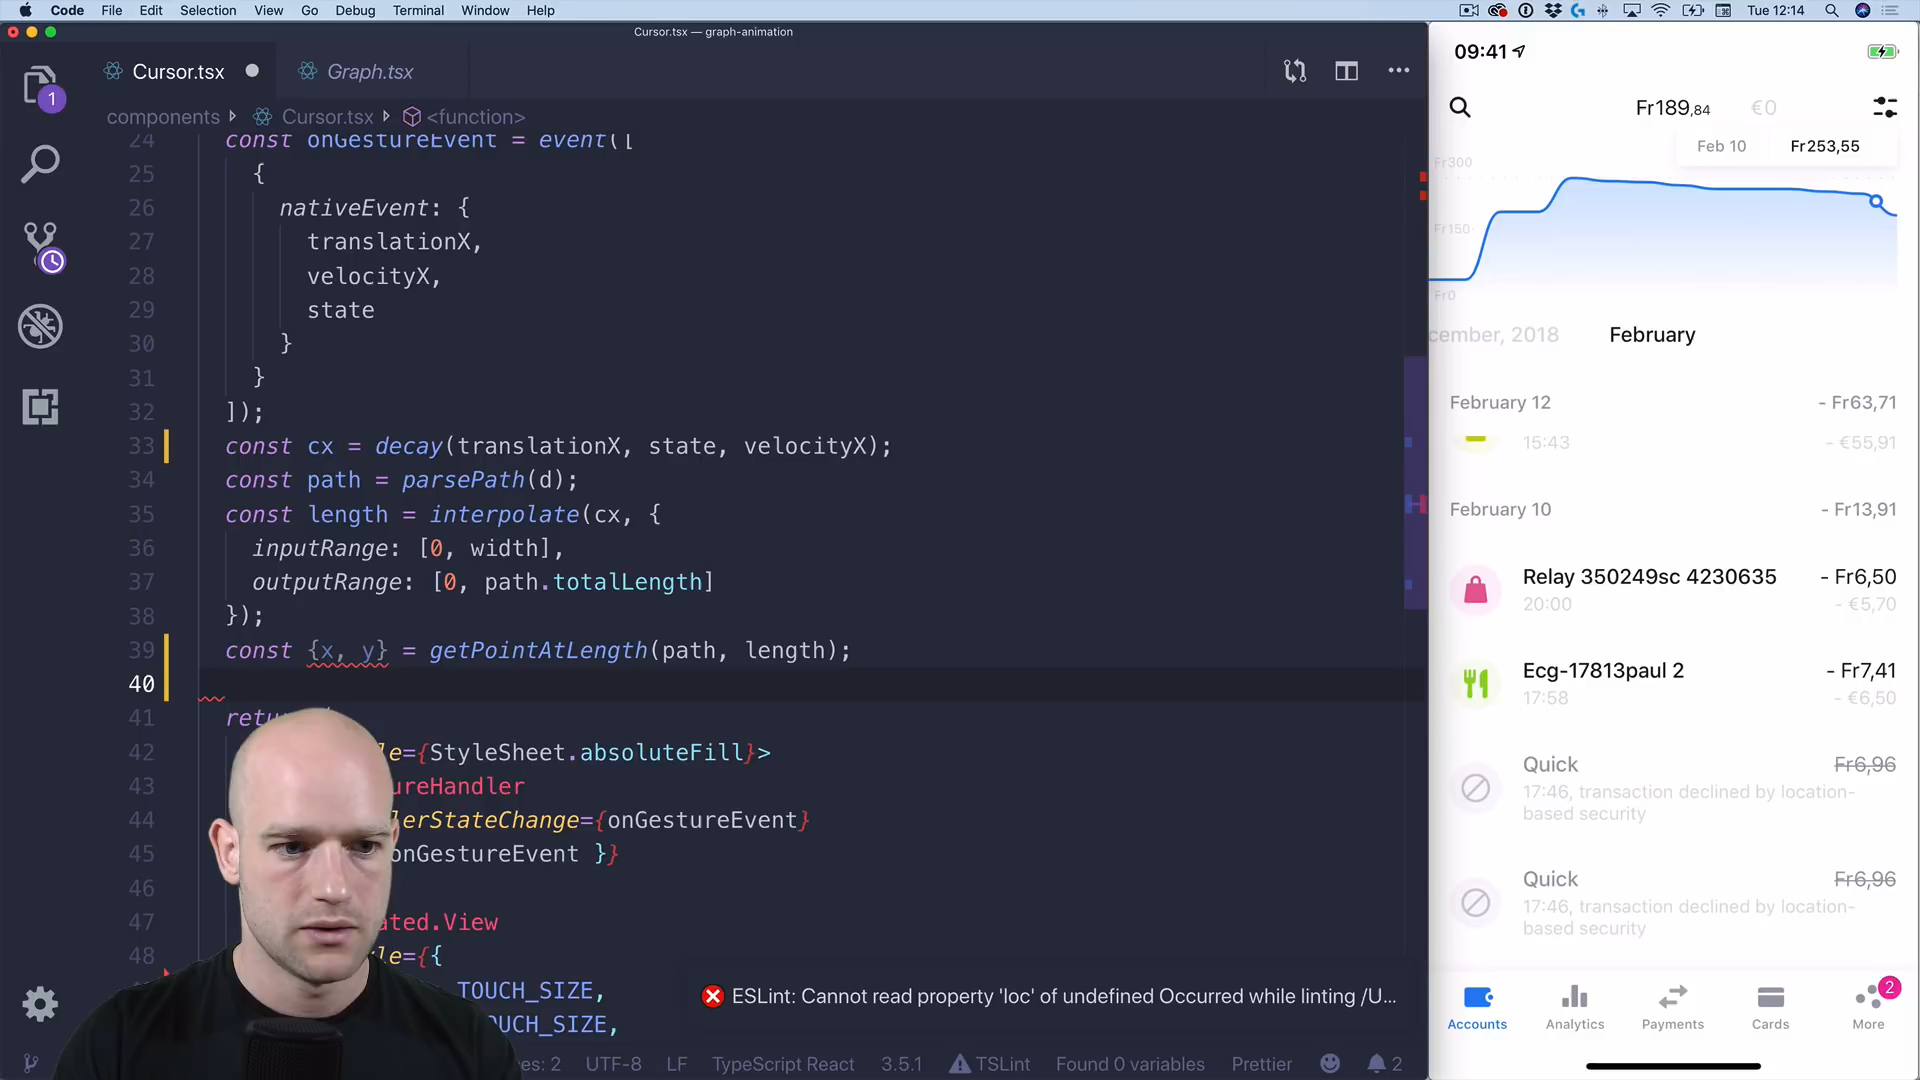 Code File Edit Selection View Go Debug Terminal Window Help
Tue 12:14
Cursor.tsx — graph-animation
Cursor.tsx
Graph.tsx
1
components
Cursor.tsx
<function>
24 const onGestureEvent = event([
25 {
26 nativeEvent: {
27 translationX,
28 velocityX,
29 state
30 }
31 }
32 ]);
33 const cx = decay(translationX, state, velocityX);
34 const path = parsePath(d);
35 const length = interpolate(cx, {
36 inputRange: [0, width],
37 outputRange: [0, path.totalLength]
38 });
39 const {x, y} = getPointAtLength(path, length);
40
41 retu
42 le={StyleSheet.absoluteFill}>
43 ureHandler
44 lerStateChange={onGestureEvent}
45 onGestureEvent }}
46
47 ated.View
48 le={{
TOUCH_SIZE,
OUCH_SIZE,
ESLint: Cannot read property 'loc' of undefined Occurred while linting /U...
es: 2
UTF-8
LF
TypeScript React
3.5.1
TSLint
Found 0 variables
Prettier
2
09:41
Fr189,84
€0
Feb 10
Fr253,55
Fr300
Fr150
Fr0
cember, 2018
February
February 12
- Fr63,71
15:43
- €55,91
February 10
- Fr13,91
Relay 350249sc 4230635
- Fr6,50
20:00
- €5,70
Ecg-17813paul 2
- Fr7,41
17:58
- €6,50
Quick
Fr6,96
17:46, transaction declined by location-
based security
Quick
Fr6,96
17:46, transaction declined by location-
based security
2
Accounts
Analytics
Payments
Cards
More